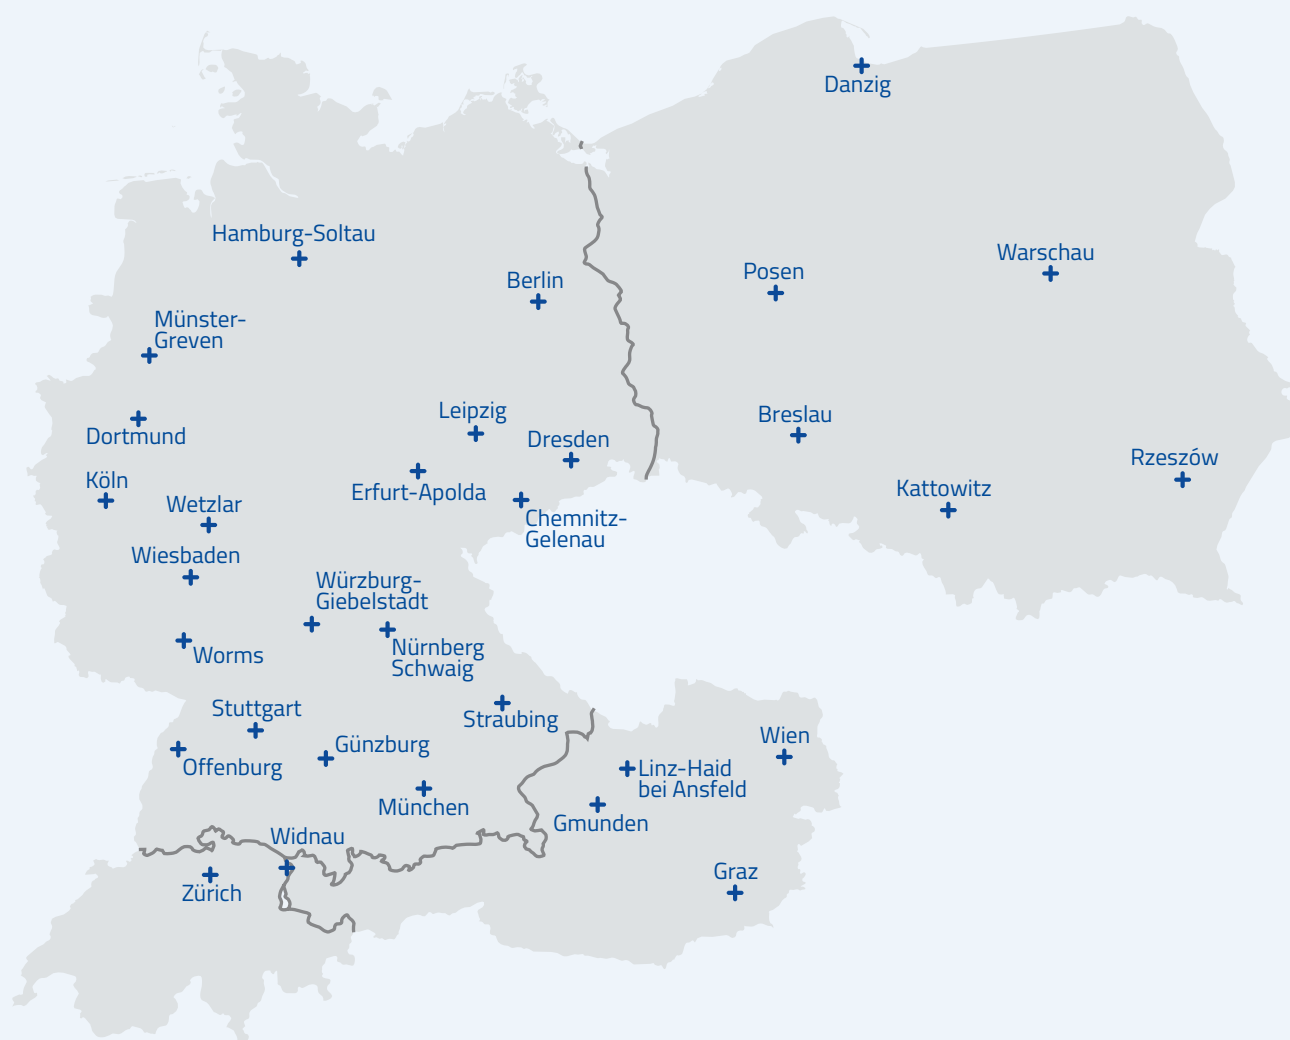 Danzig
Hamburg-Soltau
Warschau
Posen
Berlin
Münster-
Greven
Leipzig
Breslau
Dortmund
Dresden
Rzeszów
Köln
Erfurt-Apolda
Kattowitz
Wetzlar
Chemnitz-
Gelenau
Wiesbaden
Würzburg-
Giebelstadt
Worms
Nürnberg
Schwaig
Stuttgart
Straubing
Wien
Günzburg
Offenburg
Linz-Haid
bei Ansfeld
München
Gmunden
Widnau
Graz
Zürich